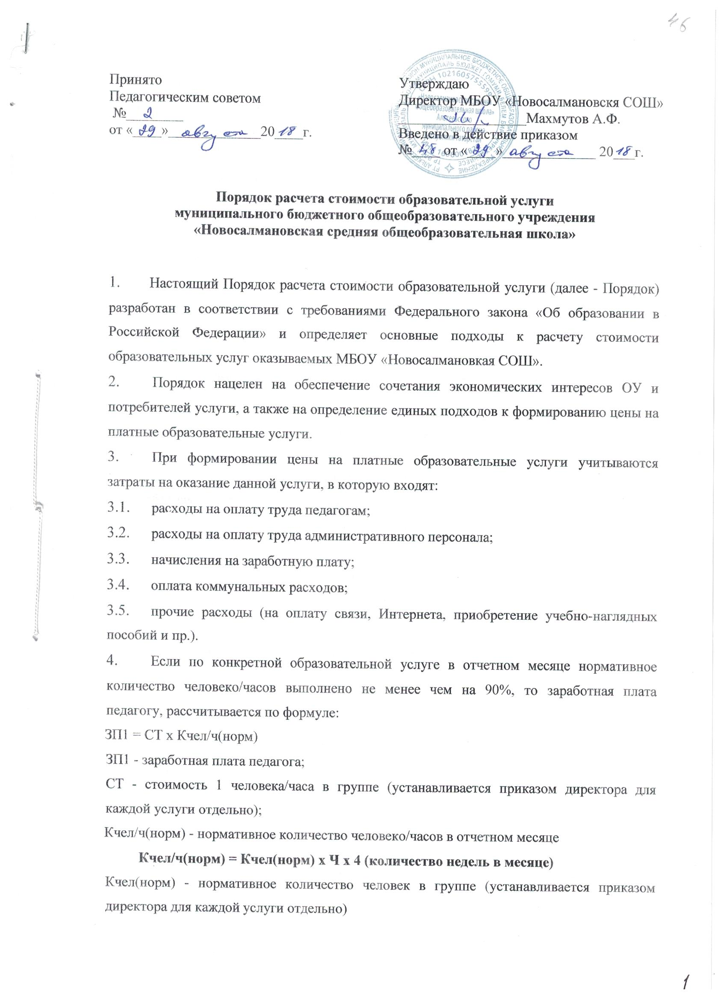 46
Принято
Педагогическим советом
№ 2
от «29» августа 2018 г.
Утверждаю
Директор МБОУ «Новосалмановскя СОШ»
Махмутов А.Ф.
Введено в действие приказом
№ 48 от «29» августа 2018 г.
Порядок расчета стоимости образовательной услуги
муниципального бюджетного общеобразовательного учреждения
«Новосалмановская средняя общеобразовательная школа»
1. Настоящий Порядок расчета стоимости образовательной услуги (далее - Порядок)
разработан в соответствии с требованиями Федерального закона «Об образовании в
Российской Федерации» и определяет основные подходы к расчету стоимости
образовательных услуг оказываемых МБОУ «Новосалмановкая СОШ».
2. Порядок нацелен на обеспечение сочетания экономических интересов ОУ и
потребителей услуги, а также на определение единых подходов к формированию цены на
платные образовательные услуги.
3. При формировании цены на платные образовательные услуги учитываются
затраты на оказание данной услуги, в которую входят:
3.1. расходы на оплату труда педагогам;
3.2. расходы на оплату труда административного персонала;
3.3. начисления на заработную плату;
3.4. оплата коммунальных расходов;
3.5. прочие расходы (на оплату связи, Интернета, приобретение учебно-наглядных
пособий и пр.).
4. Если по конкретной образовательной услуге в отчетном месяце нормативное
количество человеко/часов выполнено не менее чем на 90%, то заработная плата
педагогу, рассчитывается по формуле:
ЗП1 = СТ х Кчел/ч(норм)
ЗП1 - заработная плата педагога;
СТ - стоимость 1 человека/часа в группе (устанавливается приказом директора для
каждой услуги отдельно);
Кчел/ч(норм) - нормативное количество человеко/часов в отчетном месяце
Кчел/ч(норм) = Кчел(норм) х Ч х 4 (количество недель в месяце)
Кчел(норм) - нормативное количество человек в группе (устанавливается приказом
директора для каждой услуги отдельно)
1